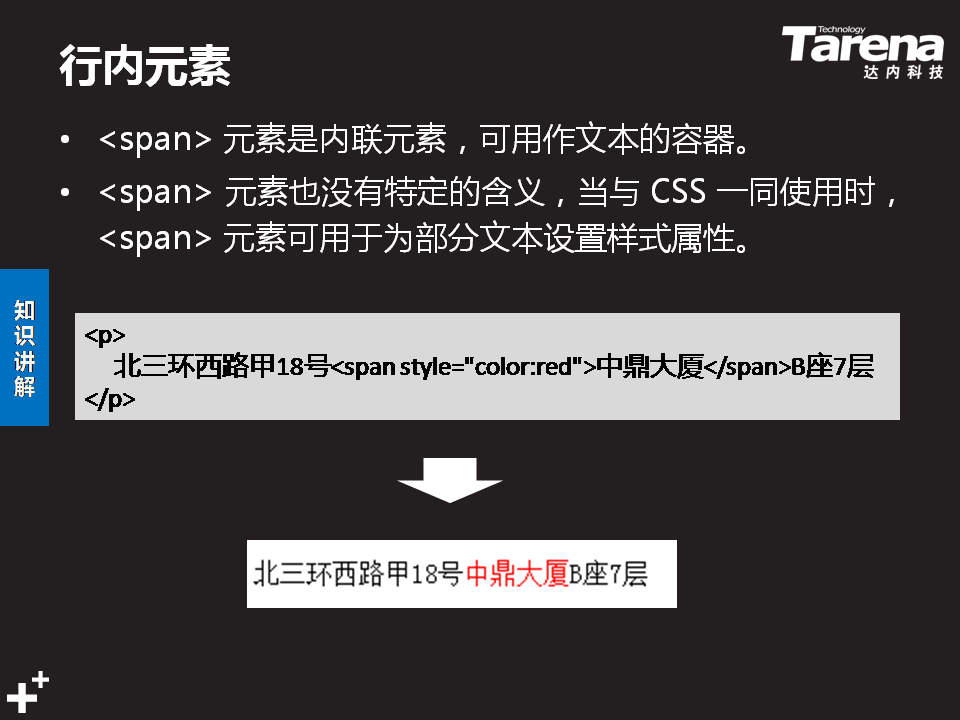 行内元素
Technology
Tarena
达内科技
• <span> 元素是内联元素，可用作文本的容器。
• <span> 元素也没有特定的含义，当与 CSS 一同使用时，
<span> 元素可用于为部分文本设置样式属性。
知识讲解
<p>
北三环西路甲18号<span style="color:red">中鼎大厦</span>B座7层
</p>
北三环西路甲18号中鼎大厦B座7层